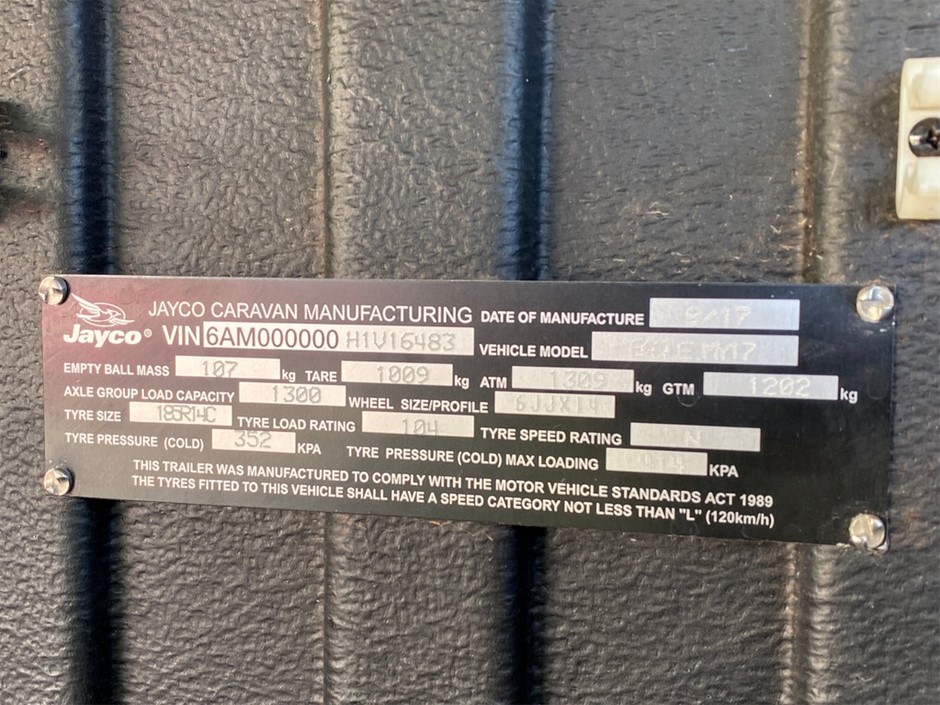 Jayco®
JAYCO CARAVAN MANUFACTURING DATE OF MANUFACTURE 9/17
VIN 6AM000000 H1V16483 VEHICLE MODEL
EMPTY BALL MASS 107 kg TARE 1009 kg ATM 1309 kg GTM 1202 kg
AXLE GROUP LOAD CAPACITY 1300 WHEEL SIZE/PROFILE 6JJX14
TYRE SIZE 185R14C TYRE LOAD RATING 104 TYRE SPEED RATING N
TYRE PRESSURE (COLD) 352 KPA TYRE PRESSURE (COLD) MAX LOADING KPA
THIS TRAILER WAS MANUFACTURED TO COMPLY WITH THE MOTOR VEHICLE STANDARDS ACT 1989
THE TYRES FITTED TO THIS VEHICLE SHALL HAVE A SPEED CATEGORY NOT LESS THAN "L" (120km/h)